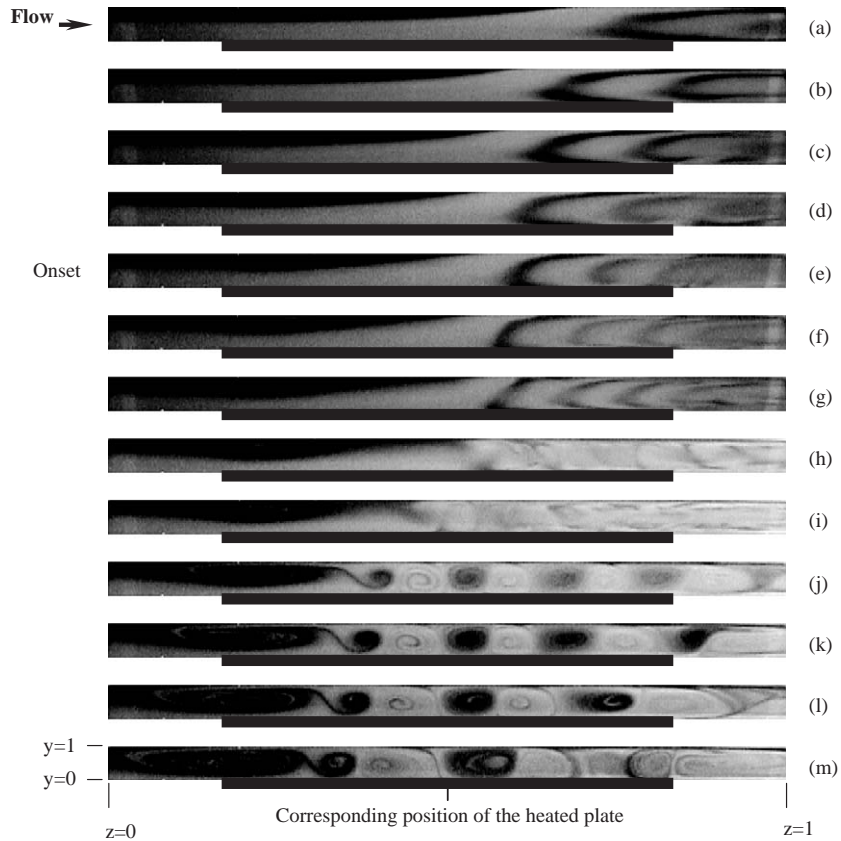 Flow
(a)
(b)
(c)
(d)
Onset
(e)
(f)
(g)
(h)
(i)
(j)
(k)
(l)
y=1
y=0
(m)
Corresponding position of the heated plate
z=0
z=1